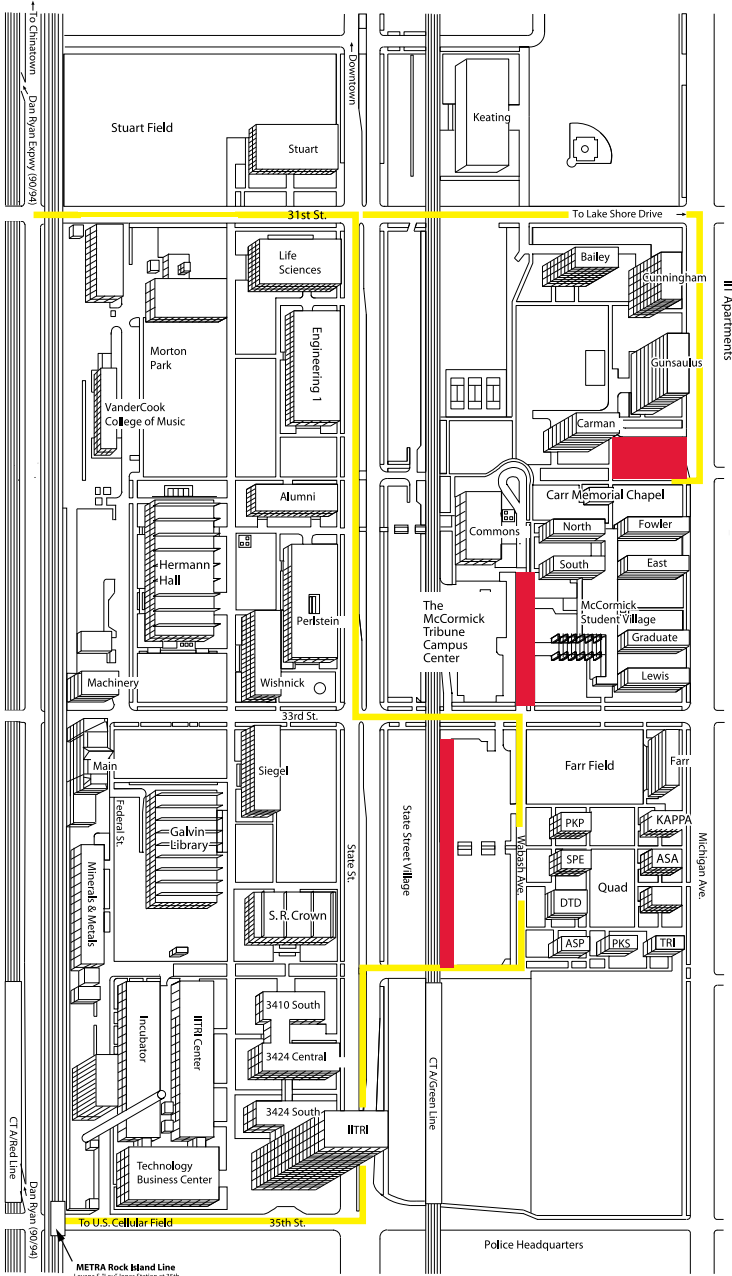 To Chinatown
Dan Ryan Expwy (90/94)
Downtown
Stuart Field
Stuart
Keating
31st St.
To Lake Shore Drive
IIT Apartments
Life
Sciences
Bailey
Cunningham
Engineering 1
Morton
Park
Gunsaulus
VanderCook
College of Music
Carman
Alumni
Carr Memorial Chapel
Commons
North
Fowler
Hermann
Hall
South
East
Perlstein
The
McCormick
Tribune
Campus
Center
McCormick
Student Village
Graduate
Machinery
Wishnick
Lewis
33rd St.
Main
Siegel
Farr Field
Farr
Federal St.
Galvin
Library
State St.
State Street Village
Wabash Ave.
PKP
KAPPA
Michigan Ave.
Minerals & Metals
SPE
ASA
Quad
DTD
S.R. Crown
ASP
PKS
TRI
3410 South
Incubator
IITRI Center
3424 Central
CTA/Green Line
3424 South
IITRI
CTA/Red Line
Technology
Business Center
Dan Ryan (90/94)
To U.S. Cellular Field
35th St.
Police Headquarters
METRA Rock Island Line